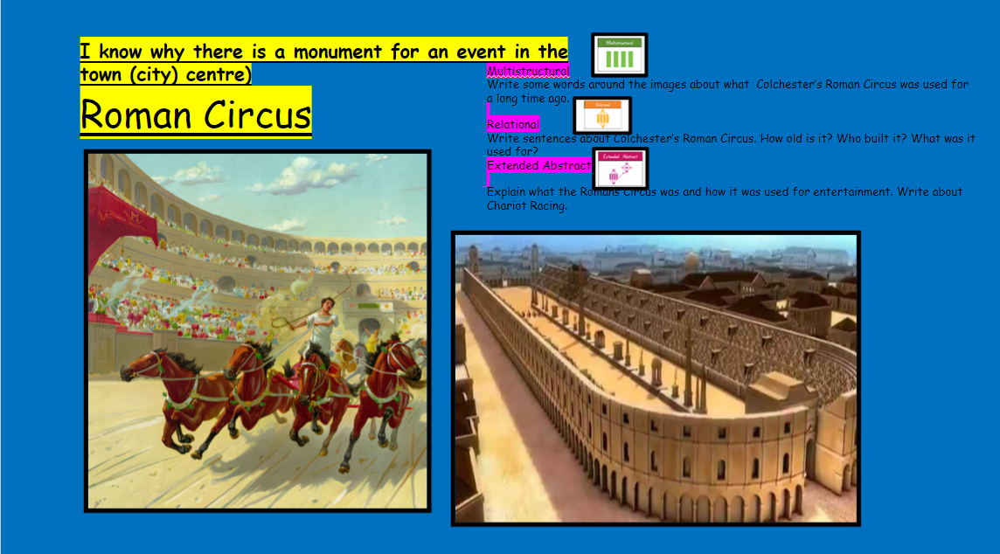 I know why there is a monument for an event in the
town (city) centre)
Roman Circus
Multistructural
Multistructural
Write some words around the images about what Colchester's Roman Circus was used for
a long time ago.
Relational
Write sentences about Colchester's Roman Circus. How old is it? Who built it? What was it
used for?
Extended Abstract
Extended Abstract
Explain what the Romans Circus was and how it was used for entertainment. Write about
Chariot Racing.